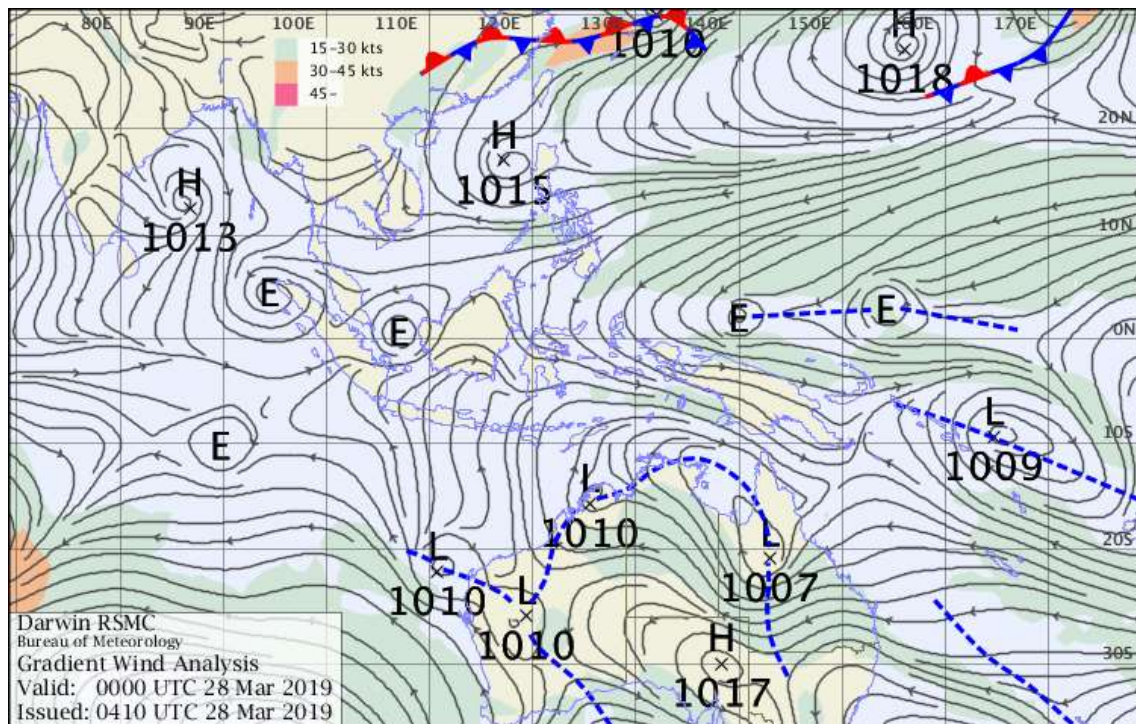 80E 90E 100E 110E 120E 130E 140E 150E 160E 170E
15-30 kts
30-45 kts
45-
1010
H
1018
20N
H
1015
H
1013
10N
E
E
E
E
0N
E
L
1009
10S
L
1010
L
1010
L
1007
20S
L
1010
H
1017
30S
Darwin RSMC
Bureau of Meteorology
Gradient Wind Analysis
Valid: 0000 UTC 28 Mar 2019
Issued: 0410 UTC 28 Mar 2019